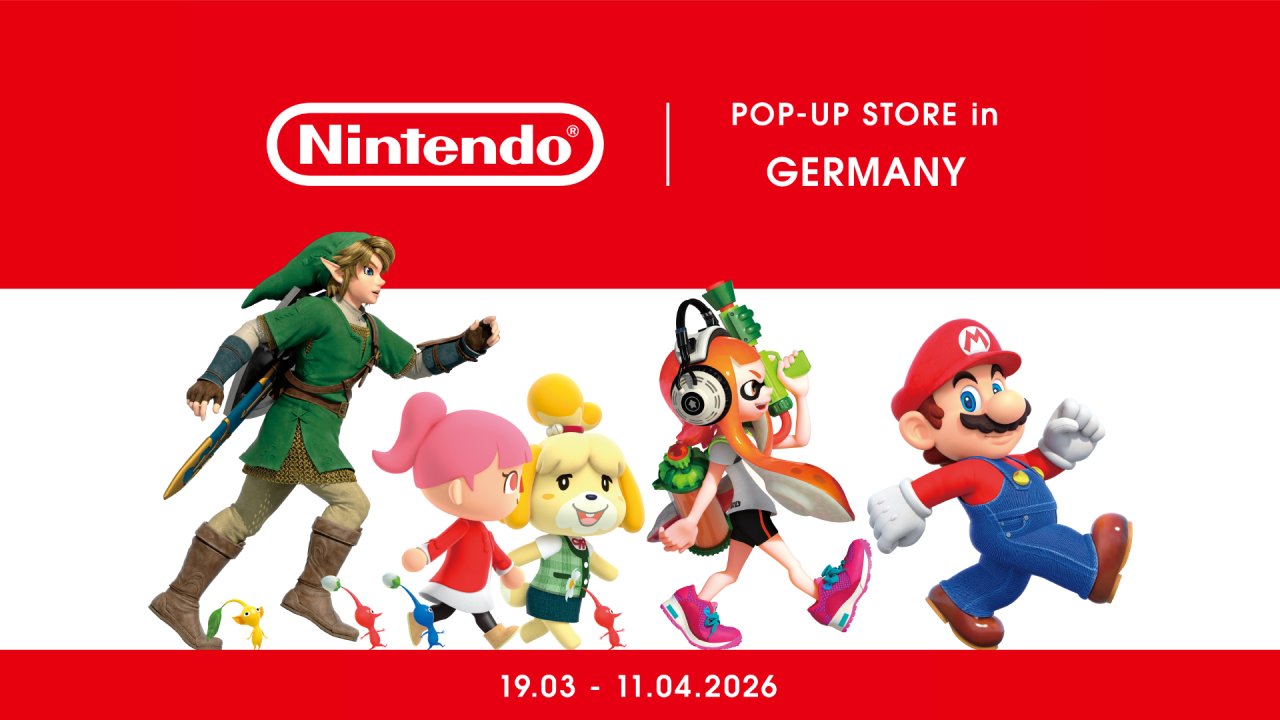 Nintendo®
POP-UP STORE in
GERMANY
M
19.03 - 11.04.2026